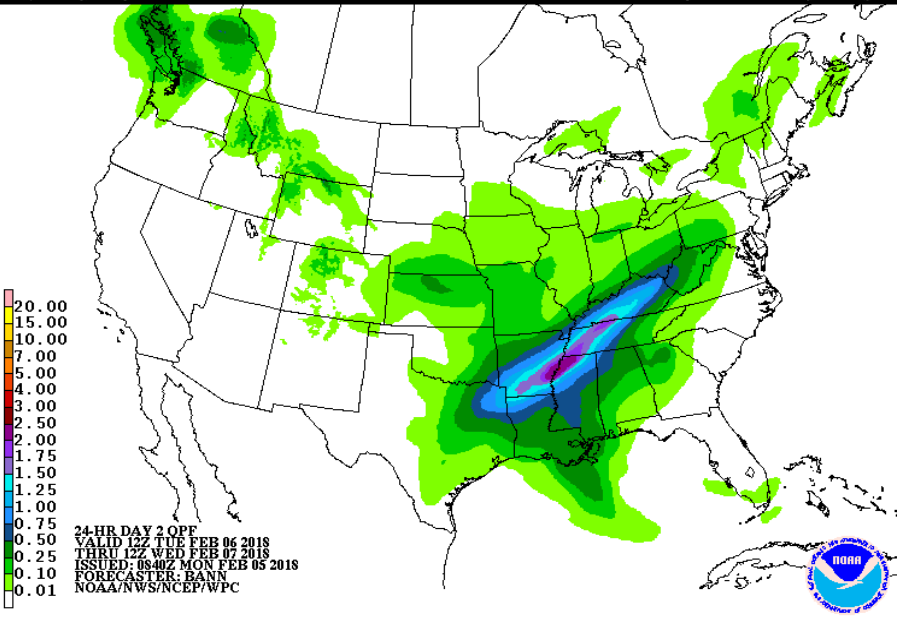 20.00
15.00
10.00
7.00
5.00
4.00
3.00
2.50
2.00
1.75
1.50
1.25
1.00
0.75
0.50
0.25
0.10
0.01
24-HR DAY 2 QPF
VALID 12Z TUE FEB 06 2018
THRU 12Z WED FEB 07 2018
ISSUED: 0840Z MON FEB 05 2018
FORECASTER: BANN
NOAA/NWS/NCEP/WPC
NOAA